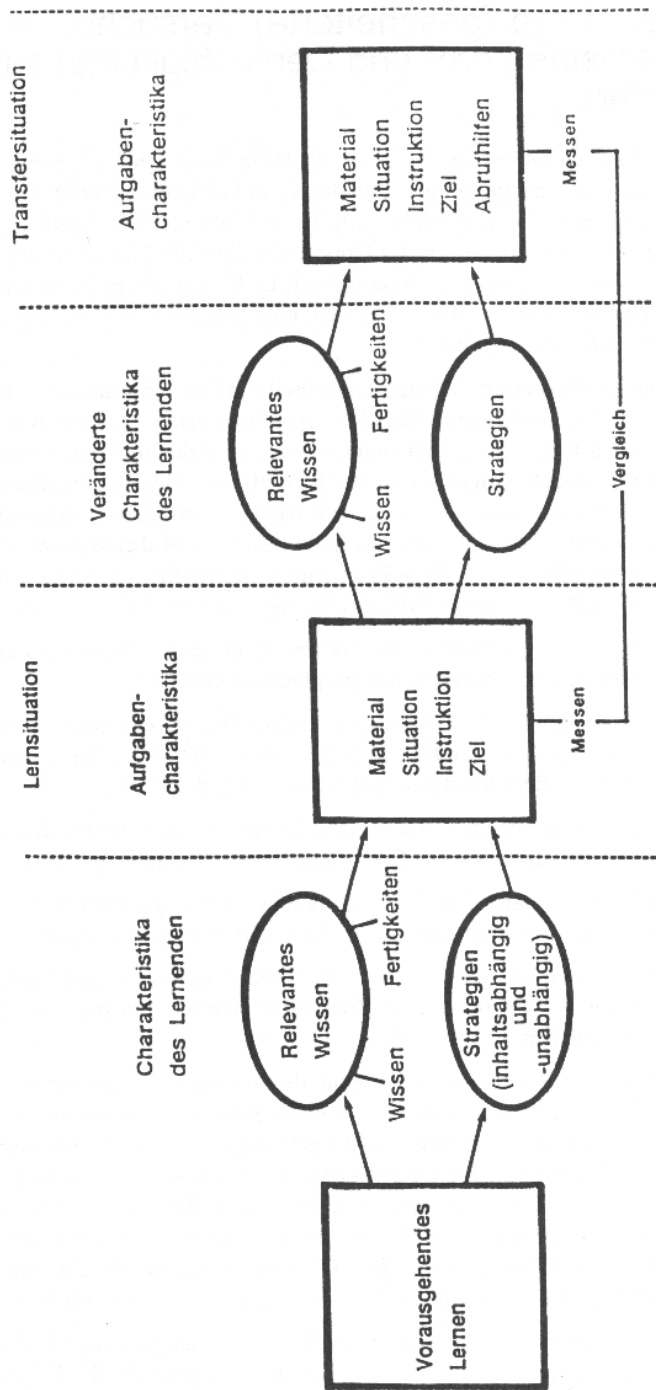 Lernsituation
Transfersituation
Charakteristika
des Lernenden
Aufgaben-
charakteristika
Veränderte
Charakteristika
des Lernenden
Aufgaben-
charakteristika
Vorausgehendes
Lernen
Relevantes
Wissen
Wissen
Fertigkeiten
Strategien
(inhaltsabhängig
und
-unabhängig)
Material
Situation
Instruktion
Ziel
Messen
Relevantes
Wissen
Wissen
Fertigkeiten
Strategien
Material
Situation
Instruktion
Ziel
Abrufhilfen
Messen
Vergleich